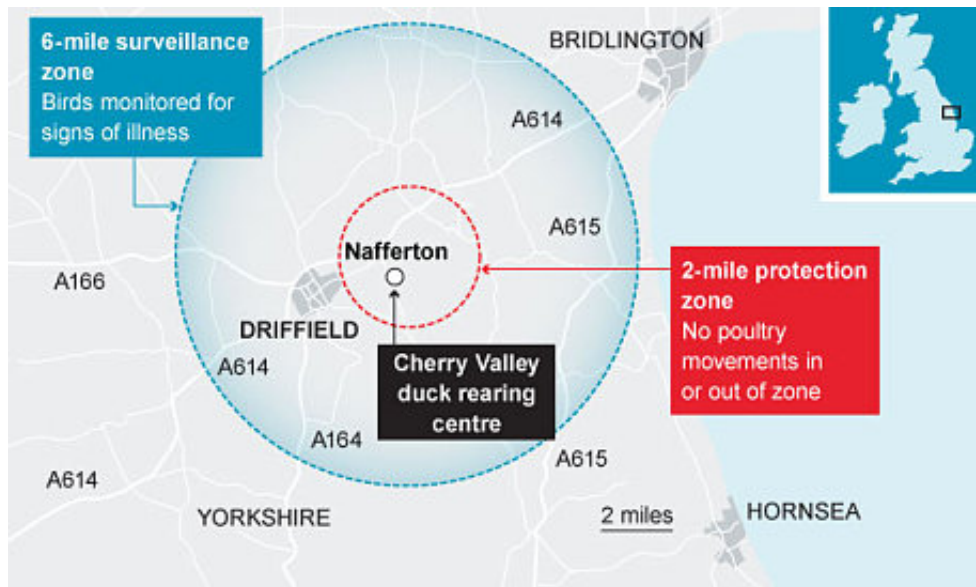 6-mile surveillance
zone
Birds monitored for
signs of illness
BRIDLINGTON
A614
A615
Nafferton
A166
2-mile protection
zone
No poultry
movements in
or out of zone
DRIFFIELD
A614
Cherry Valley
duck rearing
centre
A164
A615
A614
YORKSHIRE
2 miles
HORNSEA